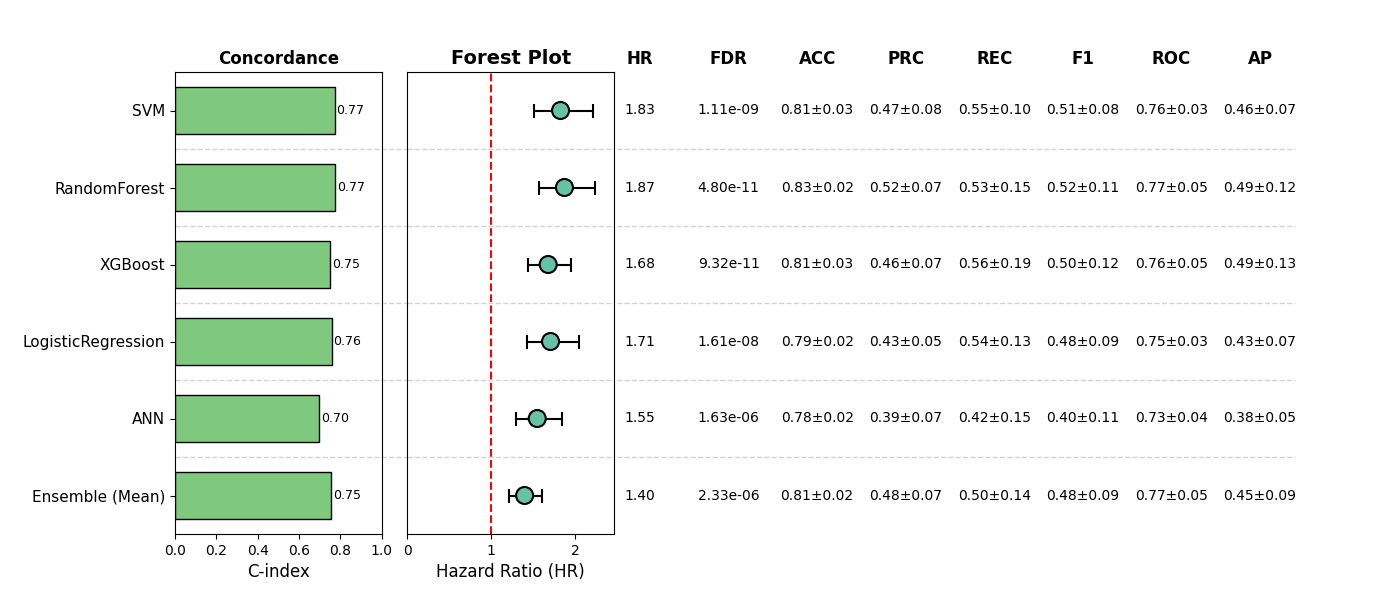 Concordance Forest Plot HR FDR ACC PRC REC F1 ROC AP
SVM 0.77 1.83 1.11e-09 0.81±0.03 0.47±0.08 0.55±0.10 0.51±0.08 0.76±0.03 0.46±0.07
RandomForest 0.77 1.87 4.80e-11 0.83±0.02 0.52±0.07 0.53±0.15 0.52±0.11 0.77±0.05 0.49±0.12
XGBoost 0.75 1.68 9.32e-11 0.81±0.03 0.46±0.07 0.56±0.19 0.50±0.12 0.76±0.05 0.49±0.13
LogisticRegression 0.76 1.71 1.61e-08 0.79±0.02 0.43±0.05 0.54±0.13 0.48±0.09 0.75±0.03 0.43±0.07
ANN 0.70 1.55 1.63e-06 0.78±0.02 0.39±0.07 0.42±0.15 0.40±0.11 0.73±0.04 0.38±0.05
Ensemble (Mean) 0.75 1.40 2.33e-06 0.81±0.02 0.48±0.07 0.50±0.14 0.48±0.09 0.77±0.05 0.45±0.09
0.0 0.2 0.4 0.6 0.8 1.0 0 1 2
C-index Hazard Ratio (HR)